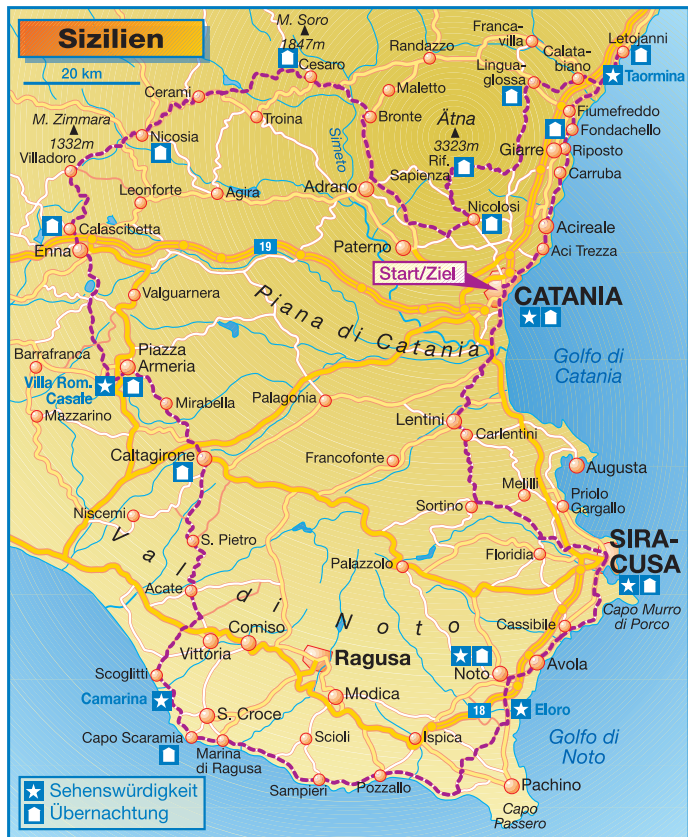 Sizilien
20 km
M. Soro
1847m
Cesaro
Randazzo
Franca-
villa
Letojanni
Calata-
biano
Taormina
Lingua-
glossa
Maletto
Cerami
Troina
Bronte
Ätna
3323m
Fiumefreddo
Fondachello
M. Zimmara
1332m
Nicosia
Simeto
Giarre
Riposto
Villadoro
Rif.
Sapienza
Carruba
Leonforte
Agira
Adrano
Nicolosi
Calascibetta
Acireale
Enna
19
Paterno
Aci Trezza
Start/Ziel
CATANIA
Valguarnera
Piana di Catania
Golfo di
Catania
Barrafranca
Piazza
Armeria
Villa Rom.
Casale
Mirabella
Palagonia
Mazzarino
Lentini
Carlentini
Caltagirone
Francofonte
Augusta
Melilli
Priolo
Gargallo
Niscemi
Sortino
S. Pietro
SIRA-
CUSA
Floridia
Palazzolo
Val di Noto
Acate
Capo Murro
di Porco
Cassibile
Vittoria
Comiso
Ragusa
Noto
Avola
Scoglitti
Camarina
Modica
18
Eloro
S. Croce
Capo Scaramia
Marina
di Ragusa
Scioli
Ispica
Golfo di
Noto
Sampieri
Pozzallo
Pachino
Capo
Passero
Sehenswürdigkeit
Übernachtung